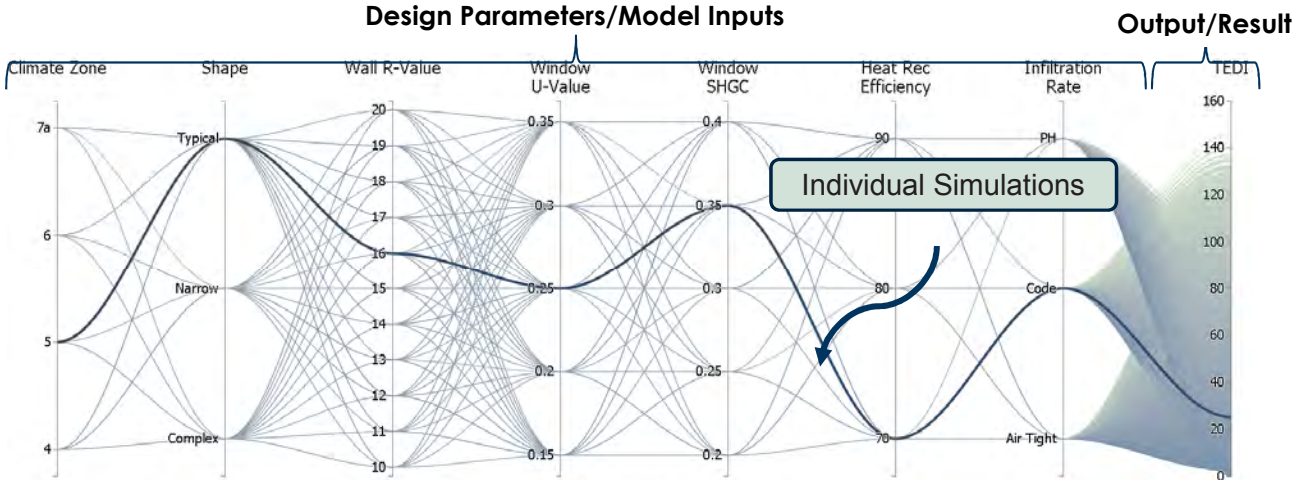 Design Parameters/Model Inputs
Output/Result
Climate Zone
Shape
Wall R-Value
Window
U-Value
Window
SHGC
Heat Rec
Efficiency
Infiltration
Rate
TEDI
7a
6
5
4
Typical
Narrow
Complex
20
19
18
17
16
15
14
13
12
11
10
0.35
0.3
0.25
0.2
0.15
0.4
0.35
0.3
0.25
0.2
90
80
70
Individual Simulations
PH
Code
Air Tight
160
140
120
100
80
60
40
20
0